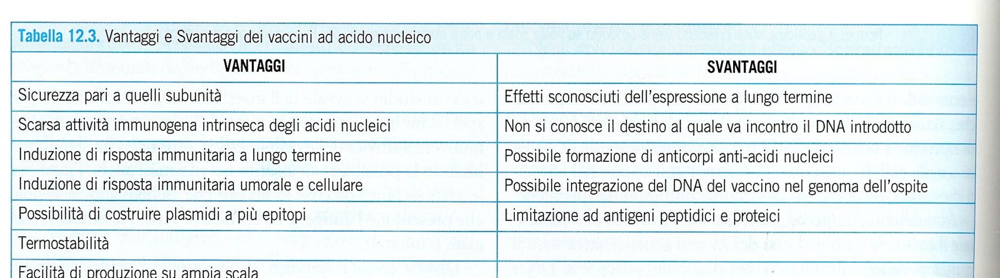 Tabella 12.3. Vantaggi e Svantaggi dei vaccini ad acido nucleico
VANTAGGI SVANTAGGI
Sicurezza pari a quelli subunità Effetti sconosciuti dell'espressione a lungo termine
Scarsa attività immunogena intrinseca degli acidi nucleici Non si conosce il destino al quale va incontro il DNA introdotto
Induzione di risposta immunitaria a lungo termine Possibile formazione di anticorpi anti-acidi nucleici
Induzione di risposta immunitaria umorale e cellulare Possibile integrazione del DNA del vaccino nel genoma dell'ospite
Possibilità di costruire plasmidi a più epitopi Limitazione ad antigeni peptidici e proteici
Termostabilità
Facilità di produzione su ampia scala